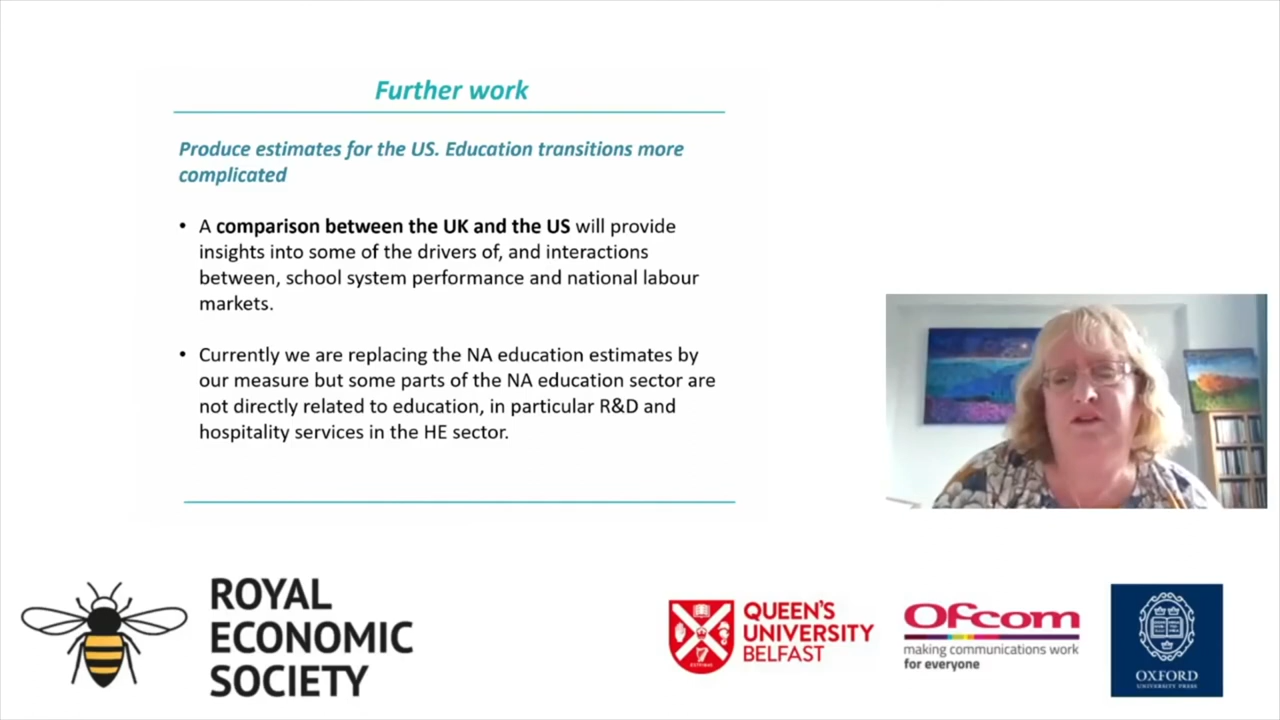 Further work
Produce estimates for the US. Education transitions more
complicated
• A comparison between the UK and the US will provide
insights into some of the drivers of, and interactions
between, school system performance and national labour
markets.
• Currently we are replacing the NA education estimates by
our measure but some parts of the NA education sector are
not directly related to education, in particular R&D and
hospitality services in the HE sector.
ROYAL
ECONOMIC
SOCIETY
QUEEN'S
UNIVERSITY
BELFAST
Ofcom
making communications work
for everyone
OXFORD
UNIVERSITY PRESS